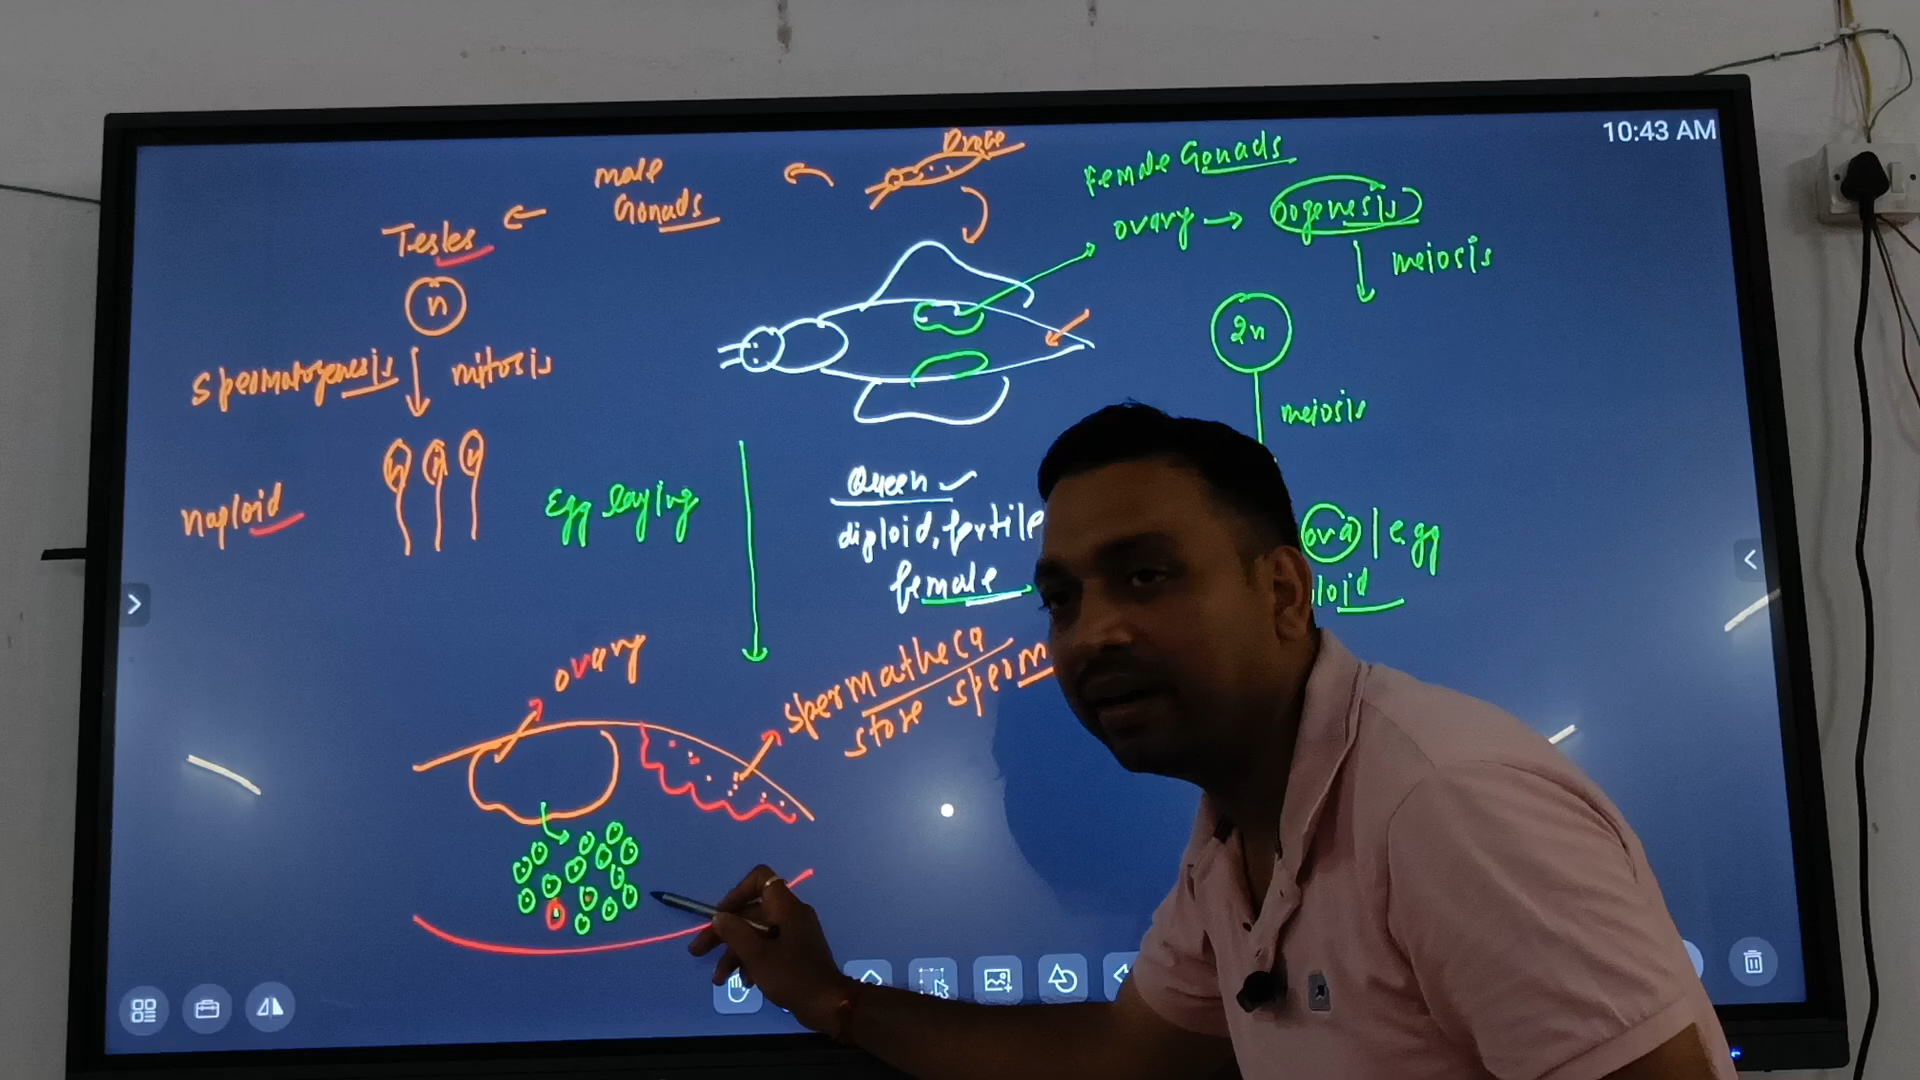 10:43 AM
Drone
male
Gonads
Testes
n
Spermatogenesis
mitosis
n n n
haploid
Female Gonads
ovary → oogenesis
meiosis
2n
meiosis
ova | egg
loid
Egg laying
Queen ✓
diploid, fertile
female
ovary
spermatheca
store sperm